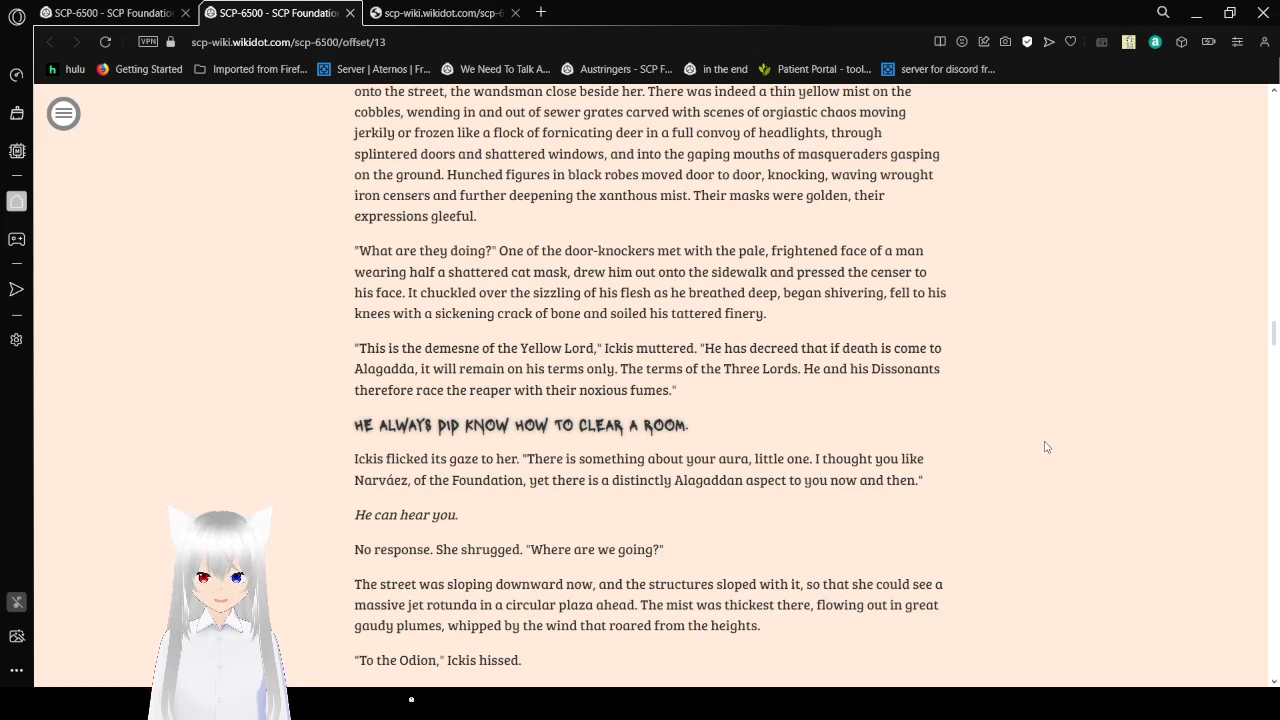 SCP-6500 - SCP Foundation
SCP-6500 - SCP Foundation
scp-wiki.wikidot.com/scp-6
VPN
scp-wiki.wikidot.com/scp-6500/offset/13
hulu
Getting Started
Imported from Firef...
Server | Aternos | Fr...
We Need To Talk A...
Austringers - SCP F...
in the end
Patient Portal - tool...
server for discord fr...
onto the street, the wandsman close beside her. There was indeed a thin yellow mist on the
cobbles, wending in and out of sewer grates carved with scenes of orgiastic chaos moving
jerkily or frozen like a flock of fornicating deer in a full convoy of headlights, through
splintered doors and shattered windows, and into the gaping mouths of masqueraders gasping
on the ground. Hunched figures in black robes moved door to door, knocking, waving wrought
iron censers and further deepening the xanthous mist. Their masks were golden, their
expressions gleeful.
"What are they doing?" One of the door-knockers met with the pale, frightened face of a man
wearing half a shattered cat mask, drew him out onto the sidewalk and pressed the censer to
his face. It chuckled over the sizzling of his flesh as he breathed deep, began shivering, fell to his
knees with a sickening crack of bone and soiled his tattered finery.
"This is the demesne of the Yellow Lord," Ickis muttered. "He has decreed that if death is come to
Alagadda, it will remain on his terms only. The terms of the Three Lords. He and his Dissonants
therefore race the reaper with their noxious fumes."
HE ALWAYS DID KNOW HOW TO CLEAR A ROOM.
Ickis flicked its gaze to her. "There is something about your aura, little one. I thought you like
Narváez, of the Foundation, yet there is a distinctly Alagaddan aspect to you now and then."
He can hear you.
No response. She shrugged. "Where are we going?"
The street was sloping downward now, and the structures sloped with it, so that she could see a
massive jet rotunda in a circular plaza ahead. The mist was thickest there, flowing out in great
gaudy plumes, whipped by the wind that roared from the heights.
"To the Odion," Ickis hissed.